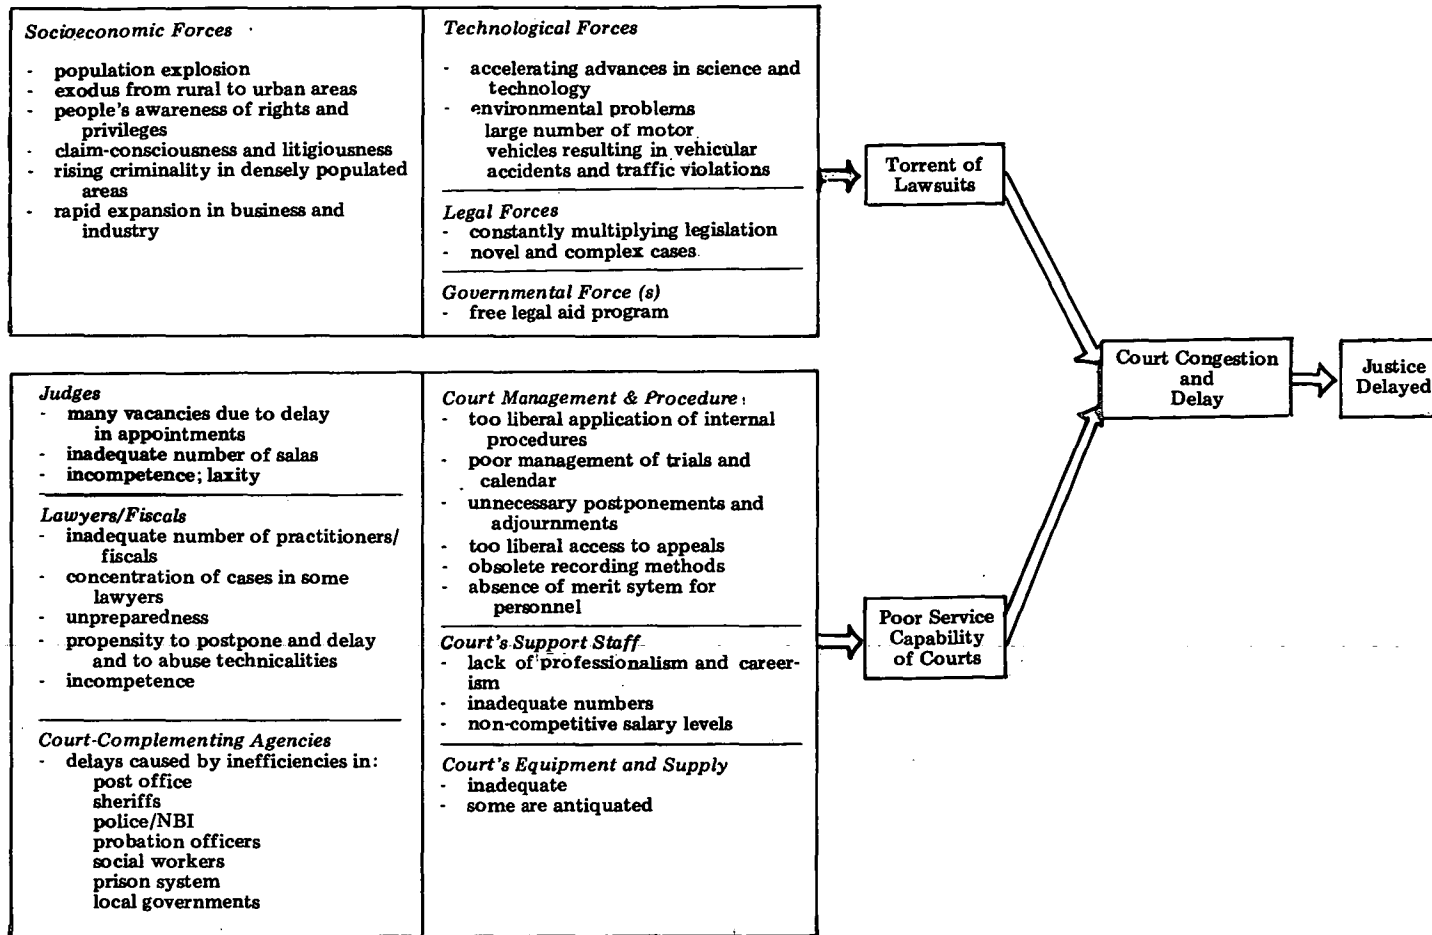 Socioeconomic Forces
- population explosion
- exodus from rural to urban areas
- people's awareness of rights and
privileges
- claim-consciousness and litigiousness
- rising criminality in densely populated
areas
- rapid expansion in business and
industry
Technological Forces
- accelerating advances in science and
technology
- environmental problems
large number of motor
vehicles resulting in vehicular
accidents and traffic violations
Legal Forces
- constantly multiplying legislation
- novel and complex cases
Governmental Force (s)
- free legal aid program
Torrent of
Lawsuits
Judges
- many vacancies due to delay
in appointments
- inadequate number of salas
- incompetence; laxity
Lawyers/Fiscals
- inadequate number of practitioners/
fiscals
- concentration of cases in some
lawyers
- unpreparedness
- propensity to postpone and delay
and to abuse technicalities
- incompetence
Court-Complementing Agencies
- delays caused by inefficiencies in:
post office
sheriffs
police/NBI
probation officers
social workers
prison system
local governments
Court Management & Procedure:
- too liberal application of internal
procedures
- poor management of trials and
calendar
- unnecessary postponements and
adjournments
- too liberal access to appeals
- obsolete recording methods
- absence of merit sytem for
personnel
Court's Support Staff
- lack of professionalism and career-
ism
- inadequate numbers
- non-competitive salary levels
Court's Equipment and Supply
- inadequate
- some are antiquated
Poor Service
Capability
of Courts
Court Congestion
and
Delay
Justice
Delayed